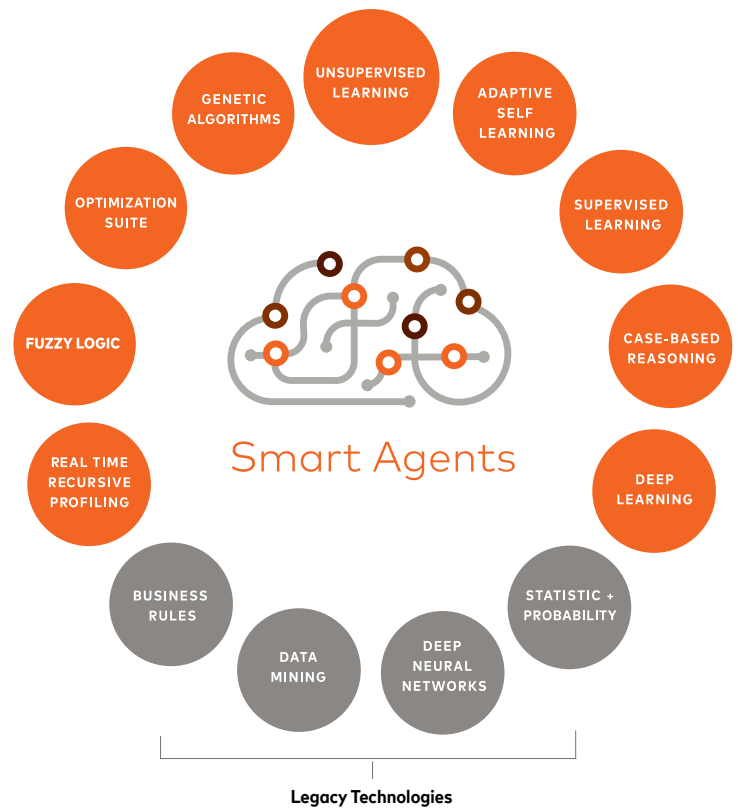 UNSUPERVISED
LEARNING
ADAPTIVE
SELF
LEARNING
SUPERVISED
LEARNING
CASE-BASED
REASONING
DEEP
LEARNING
STATISTIC +
PROBABILITY
DEEP
NEURAL
NETWORKS
DATA
MINING
BUSINESS
RULES
REAL TIME
RECURSIVE
PROFILING
FUZZY LOGIC
OPTIMIZATION
SUITE
GENETIC
ALGORITHMS
Smart Agents
Legacy Technologies